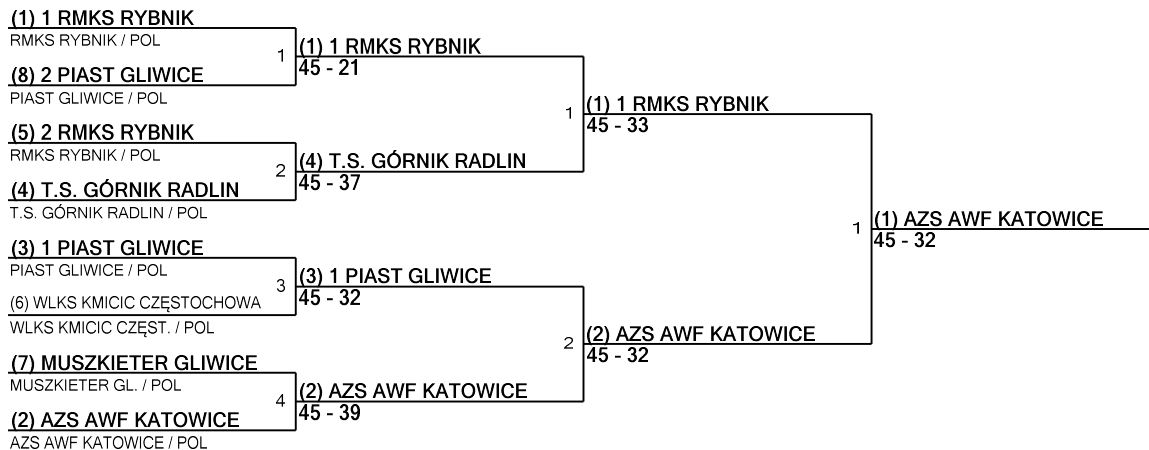 (1) 1 RMKS RYBNIK
RMKS RYBNIK / POL
1
(8) 2 PIAST GLIWICE
PIAST GLIWICE / POL
(5) 2 RMKS RYBNIK
RMKS RYBNIK / POL
2
(4) T.S. GÓRNIK RADLIN
T.S. GÓRNIK RADLIN / POL
(3) 1 PIAST GLIWICE
PIAST GLIWICE / POL
3
(6) WLKS KMICIC CZĘSTOCHOWA
WLKS KMICIC CZĘST. / POL
(7) MUSZKIETER GLIWICE
MUSZKIETER GL. / POL
4
(2) AZS AWF KATOWICE
AZS AWF KATOWICE / POL
(1) 1 RMKS RYBNIK
45 - 21
1
(4) T.S. GÓRNIK RADLIN
45 - 37
(3) 1 PIAST GLIWICE
45 - 32
2
(2) AZS AWF KATOWICE
45 - 39
(1) 1 RMKS RYBNIK
45 - 33
1
(2) AZS AWF KATOWICE
45 - 32
(1) AZS AWF KATOWICE
45 - 32